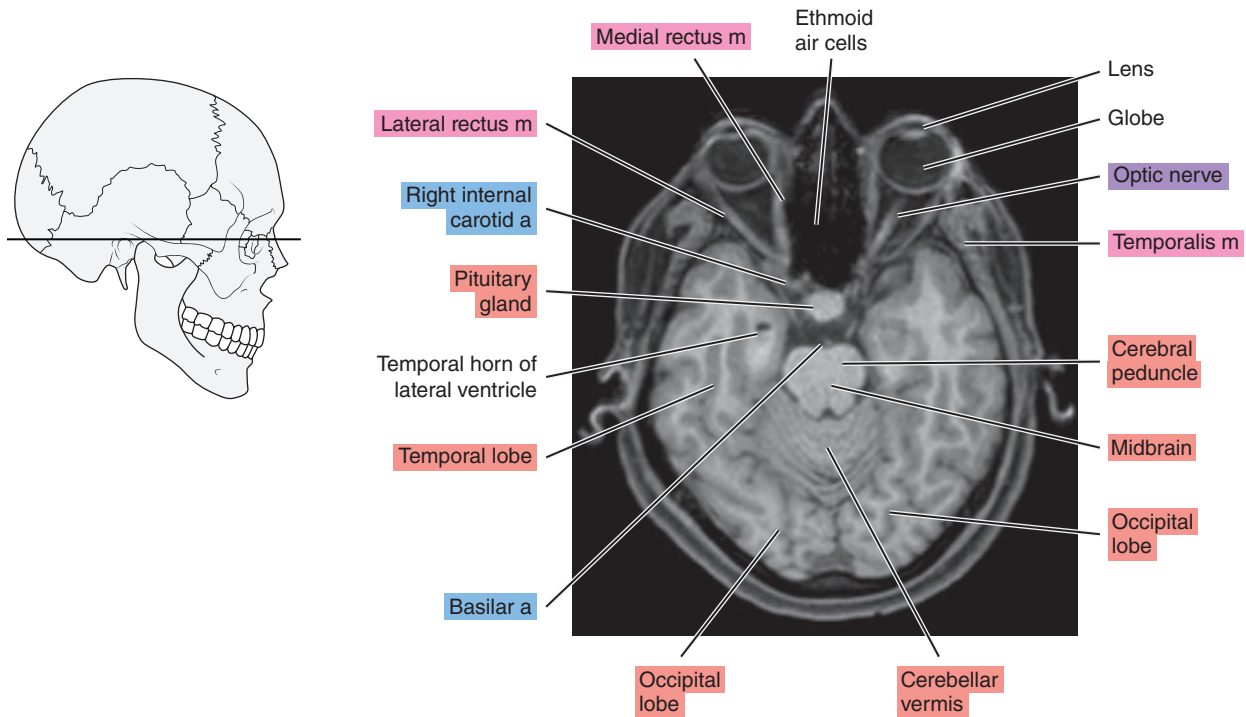 Medial rectus m
Ethmoid
air cells
Lens
Lateral rectus m
Globe
Right internal
carotid a
Optic nerve
Temporalis m
Pituitary
gland
Temporal horn of
lateral ventricle
Cerebral
peduncle
Temporal lobe
Midbrain
Occipital
lobe
Basilar a
Occipital
lobe
Cerebellar
vermis